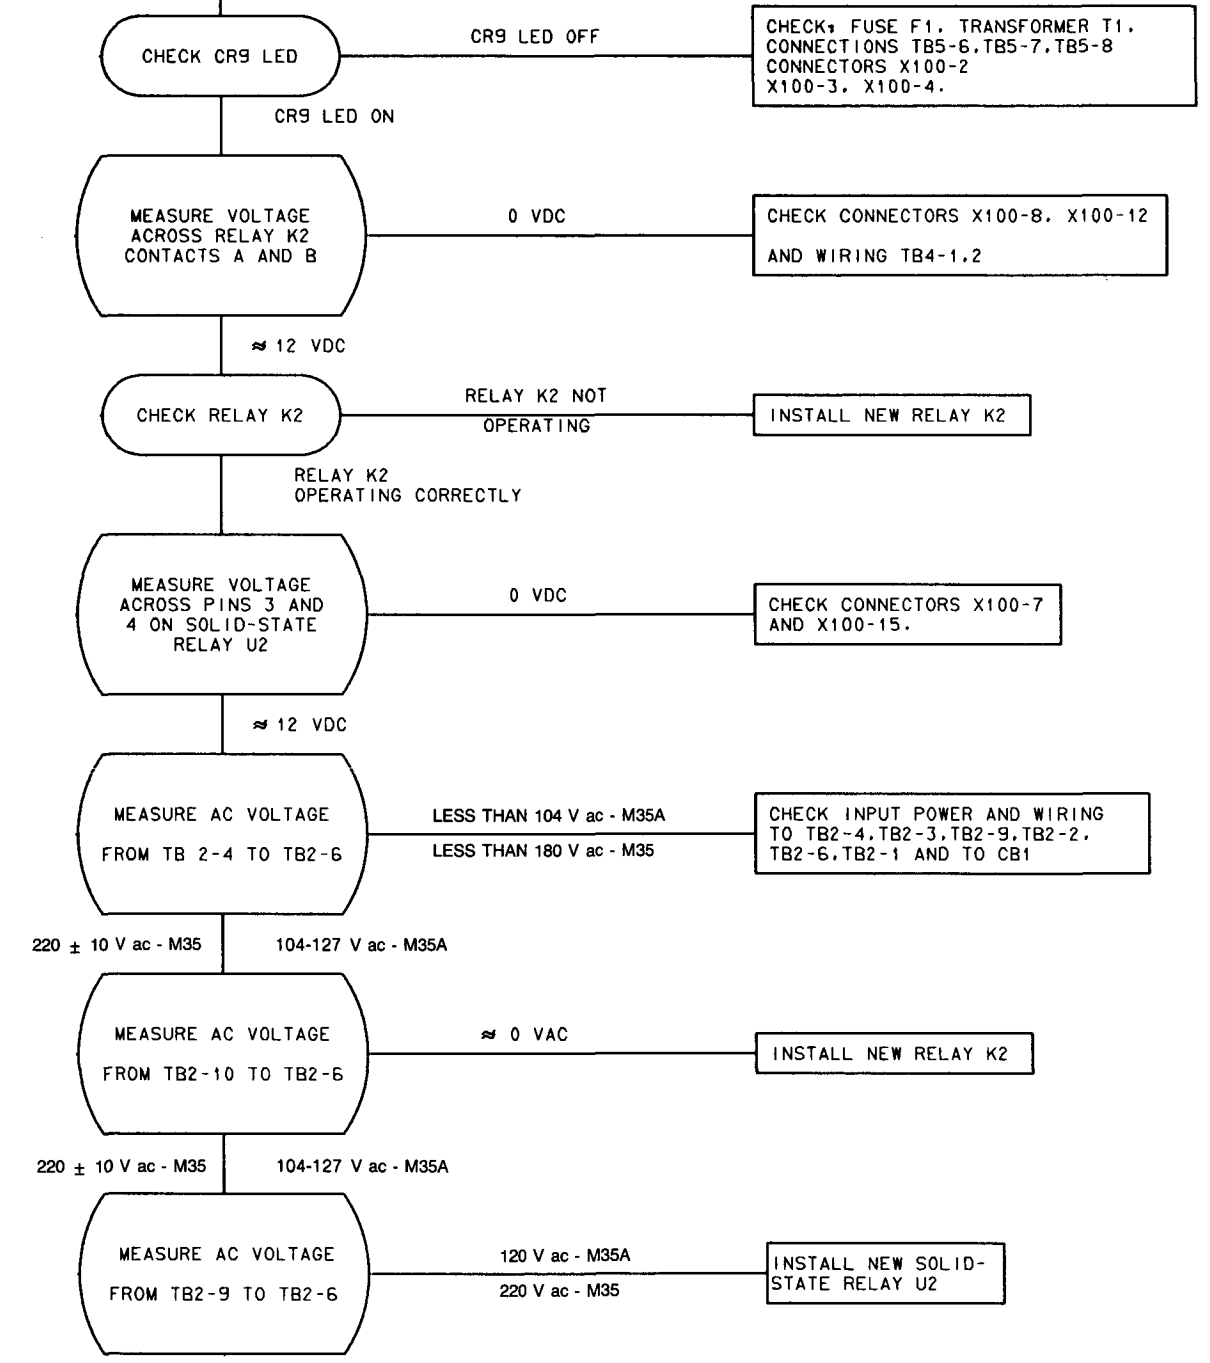 CHECK CR9 LED
CR9 LED OFF
CHECK, FUSE F1. TRANSFORMER T1.
CONNECTIONS TB5-6.TB5-7.TB5-8
CONNECTORS X100-2
X100-3. X100-4.
CR9 LED ON
MEASURE VOLTAGE
ACROSS RELAY K2
CONTACTS A AND B
0 VDC
CHECK CONNECTORS X100-8. X100-12
AND WIRING TB4-1.2
≈ 12 VDC
CHECK RELAY K2
RELAY K2 NOT
OPERATING
INSTALL NEW RELAY K2
RELAY K2
OPERATING CORRECTLY
MEASURE VOLTAGE
ACROSS PINS 3 AND
4 ON SOLID-STATE
RELAY U2
0 VDC
CHECK CONNECTORS X100-7
AND X100-15.
≈ 12 VDC
MEASURE AC VOLTAGE
FROM TB 2-4 TO TB2-6
LESS THAN 104 V ac - M35A
LESS THAN 180 V ac - M35
CHECK INPUT POWER AND WIRING
TO TB2-4.TB2-3.TB2-9.TB2-2.
TB2-6.TB2-1 AND TO CB1
220 ± 10 V ac - M35
104-127 V ac - M35A
MEASURE AC VOLTAGE
FROM TB2-10 TO TB2-6
≈ 0 VAC
INSTALL NEW RELAY K2
220 ± 10 V ac - M35
104-127 V ac - M35A
MEASURE AC VOLTAGE
FROM TB2-9 TO TB2-6
120 V ac - M35A
220 V ac - M35
INSTALL NEW SOLID-
STATE RELAY U2